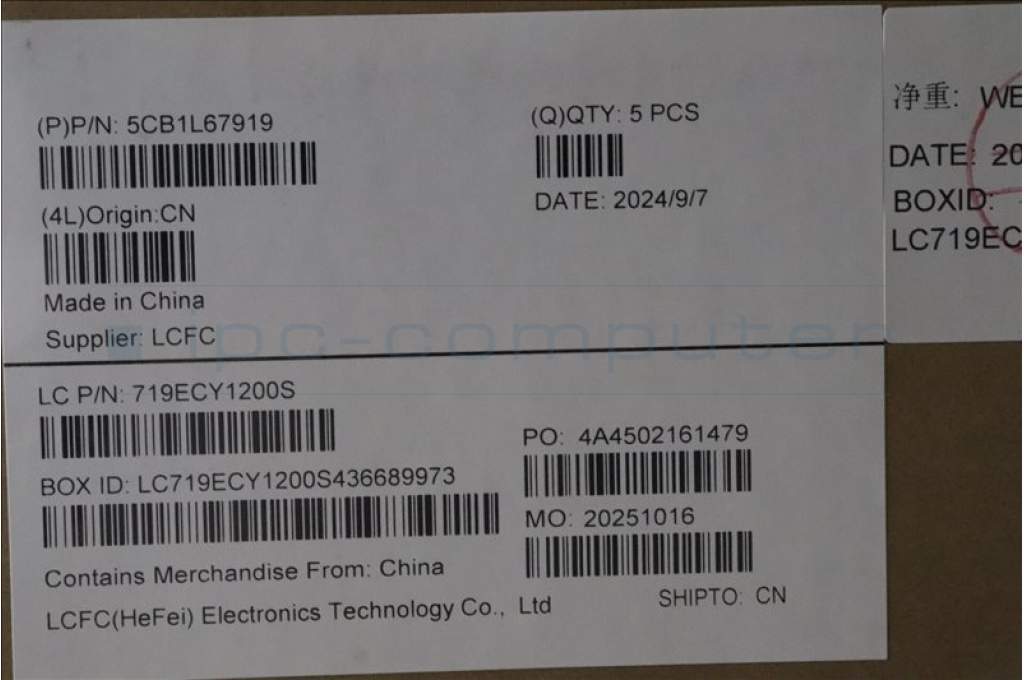 (P)P/N: 5CB1L67919
(Q)QTY: 5 PCS
DATE: 2024/9/7
(4L)Origin:CN
Made in China
Supplier: LCFC
ipc-computer
LC P/N: 719ECY1200S
BOX ID: LC719ECY1200S436689973
PO: 4A4502161479
MO: 20251016
Contains Merchandise From: China
LCFC(HeFei) Electronics Technology Co., Ltd
SHIPTO: CN
净重: WE
DATE: 20
BOXID:
LC719EC